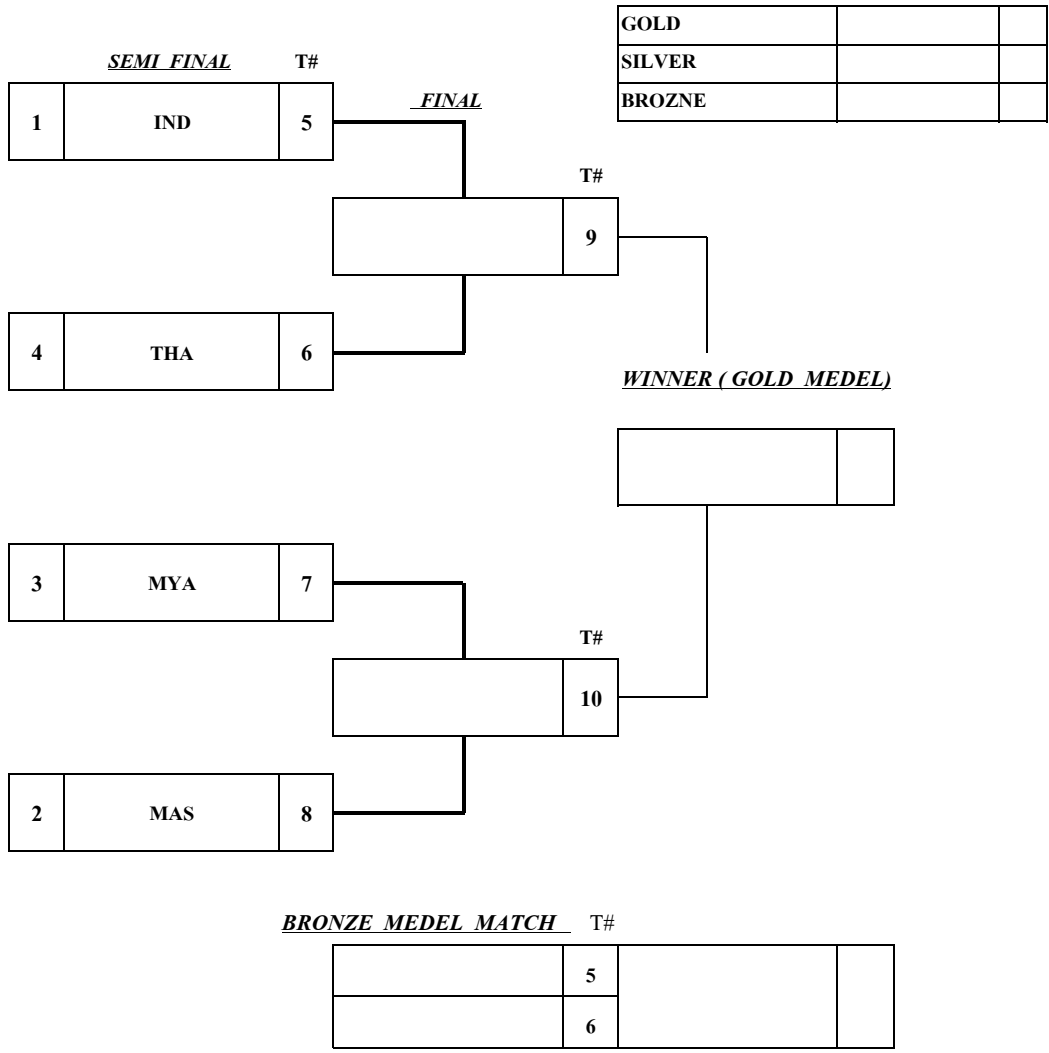 GOLD
SILVER
BROZNE
SEMI FINAL T#
FINAL
1 IND 5
T#
9
4 THA 6
WINNER ( GOLD MEDEL)
3 MYA 7
T#
10
2 MAS 8
BRONZE MEDEL MATCH T#
5
6